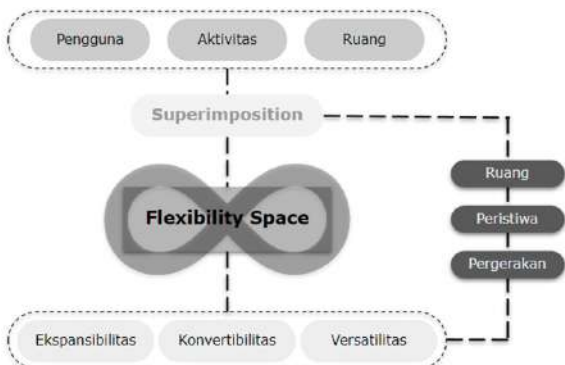 Pengguna Aktivitas Ruang
Superimposition
Ruang
Flexibility Space
Peristiwa
Pergerakan
Ekspansibilitas Konvertibilitas Versatilitas